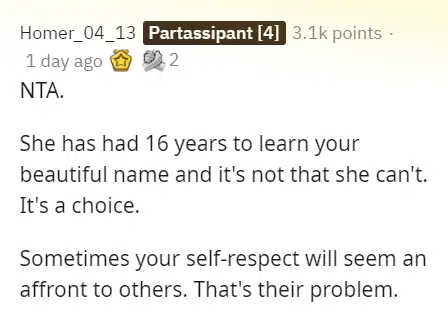 Homer_04_13 Partassipant [4] 3.1k points ·
1 day ago 2
NTA.
She has had 16 years to learn your
beautiful name and it's not that she can't.
It's a choice.
Sometimes your self-respect will seem an
affront to others. That's their problem.